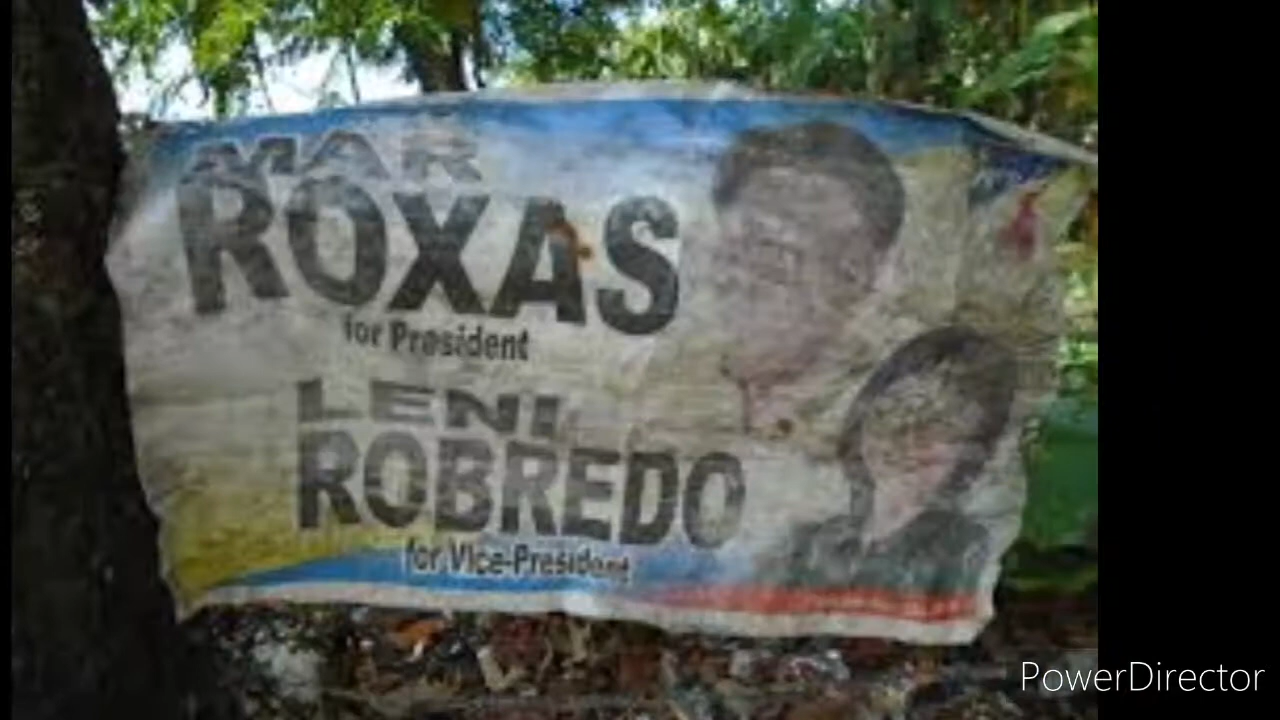 MAR
ROXAS
for President
LENI
ROBREDO
for Vice-President
PowerDirector